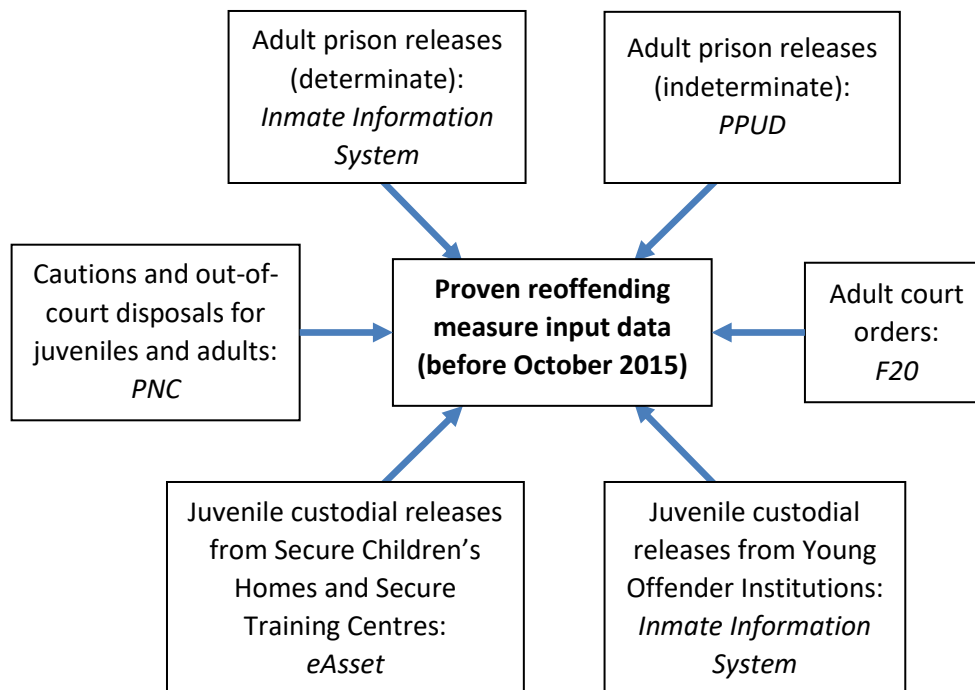 Adult prison releases
(determinate):
Inmate Information
System
Adult prison releases
(indeterminate):
PPUD
Cautions and out-of-
court disposals for
juveniles and adults:
PNC
Proven reoffending
measure input data
(before October 2015)
Adult court
orders:
F20
Juvenile custodial releases
from Secure Children’s
Homes and Secure
Training Centres:
eAsset
Juvenile custodial
releases from Young
Offender Institutions:
Inmate Information
System